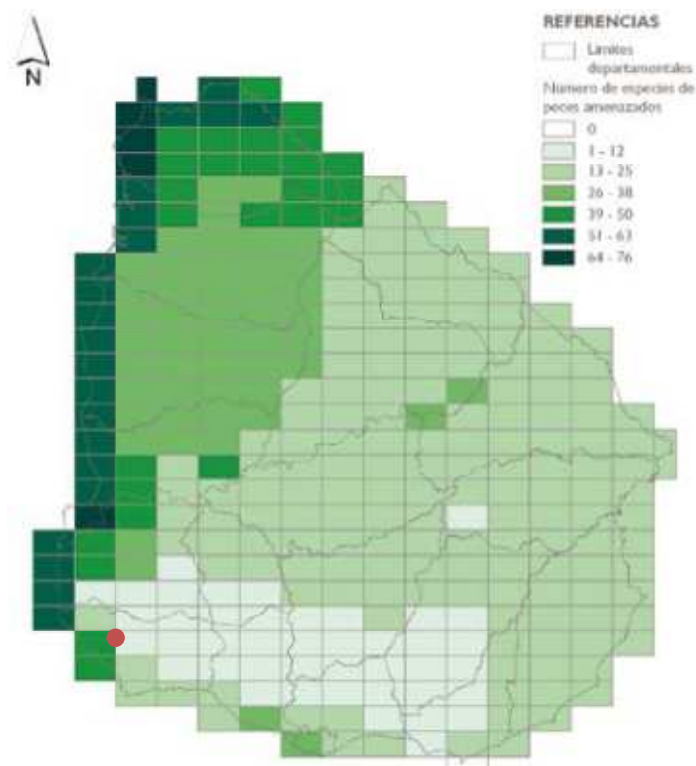 REFERENCIAS
Límites
departamentales
Número de especies de
peces amenazados
0
1 - 12
13 - 25
26 - 38
39 - 50
51 - 63
64 - 76
N